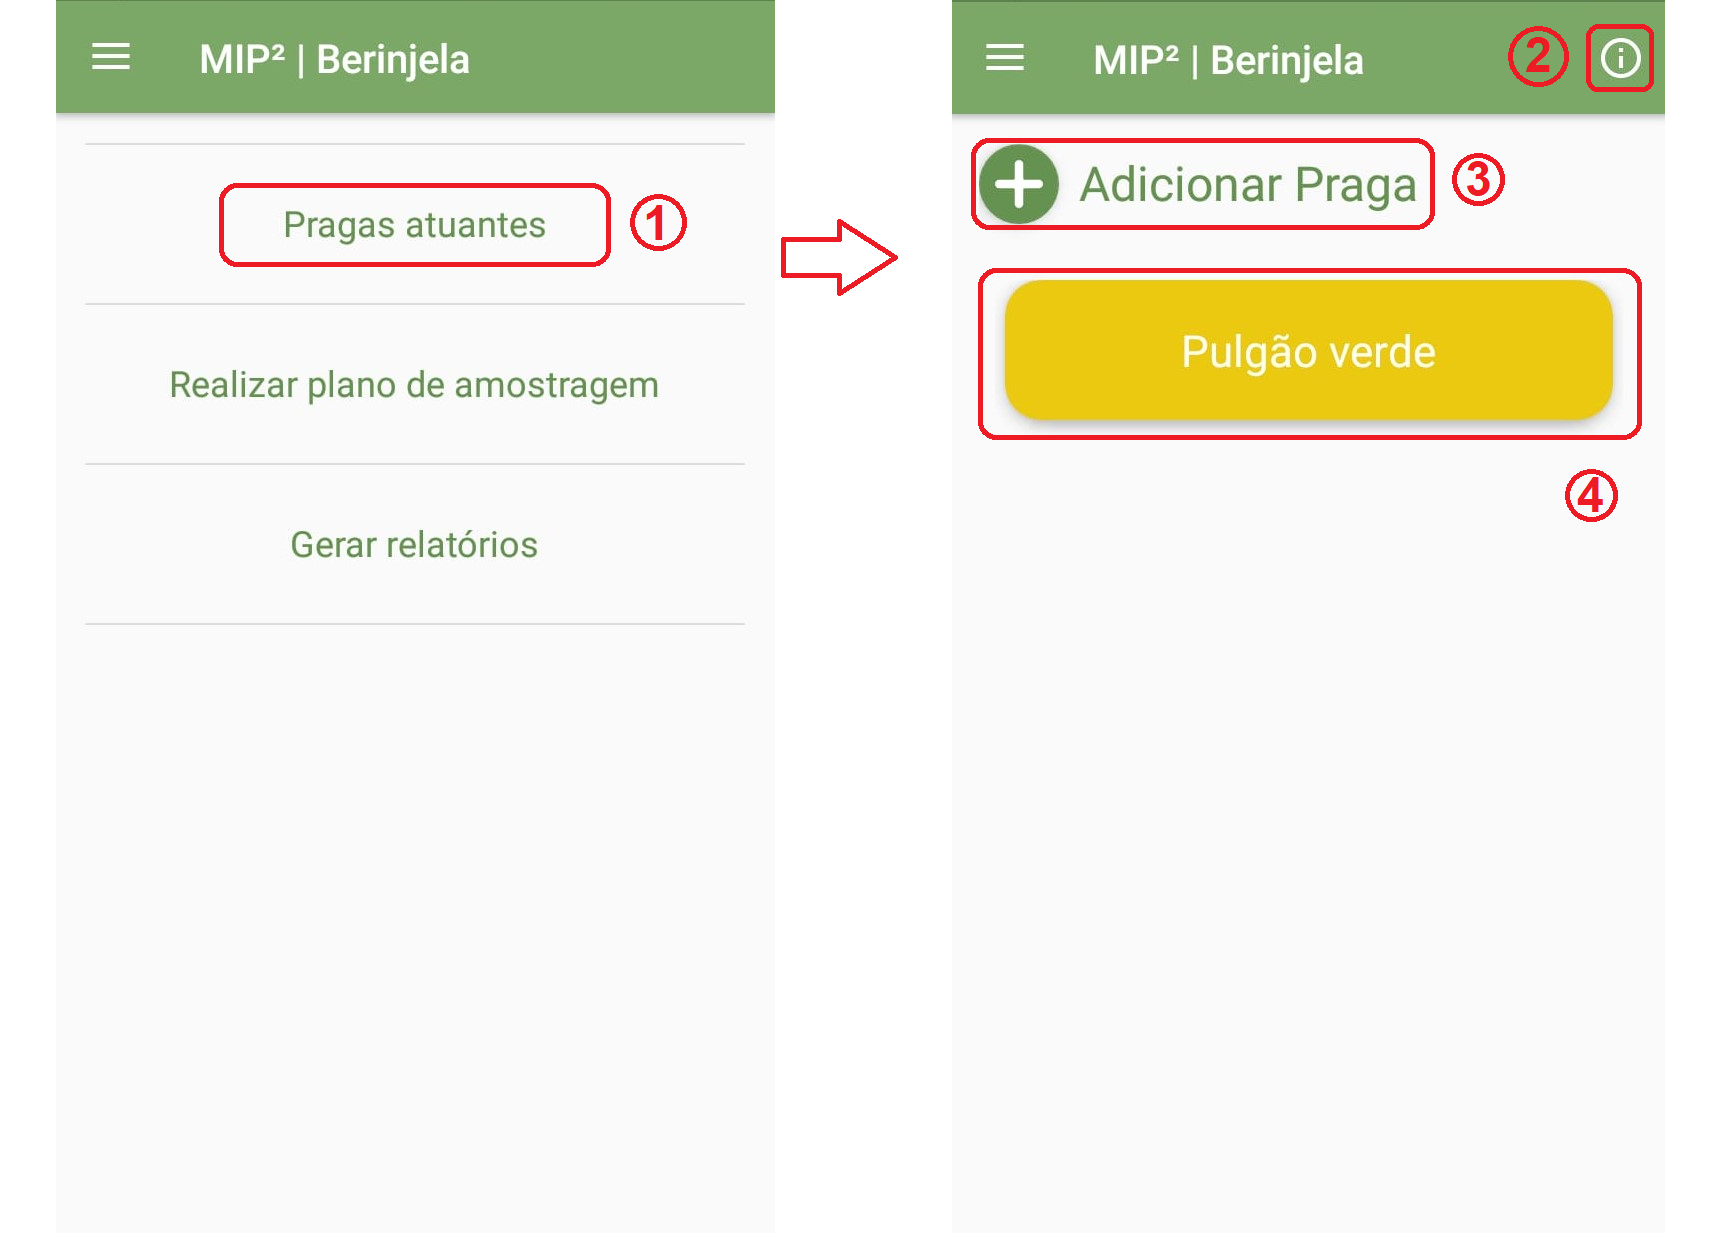 MIP² | Berinjela
Pragas atuantes
1
Realizar plano de amostragem
Gerar relatórios
MIP² | Berinjela
2
Adicionar Praga
3
Pulgão verde
4